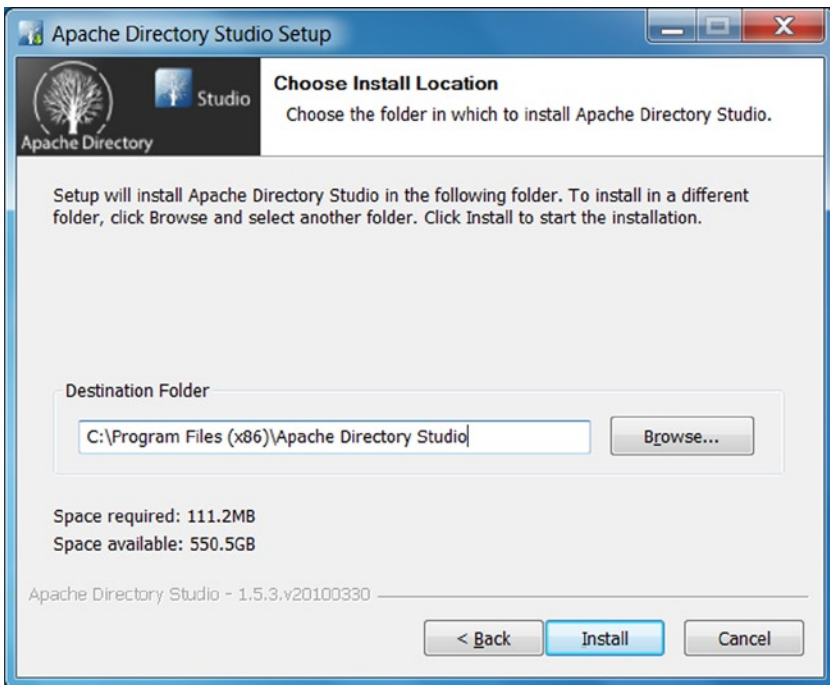 Apache Directory Studio Setup
Studio
Apache Directory
Choose Install Location
Choose the folder in which to install Apache Directory Studio.
Setup will install Apache Directory Studio in the following folder. To install in a different
folder, click Browse and select another folder. Click Install to start the installation.
Destination Folder
C:\Program Files (x86)\Apache Directory Studio
Browse...
Space required: 111.2MB
Space available: 550.5GB
Apache Directory Studio - 1.5.3.v20100330
< Back
Install
Cancel